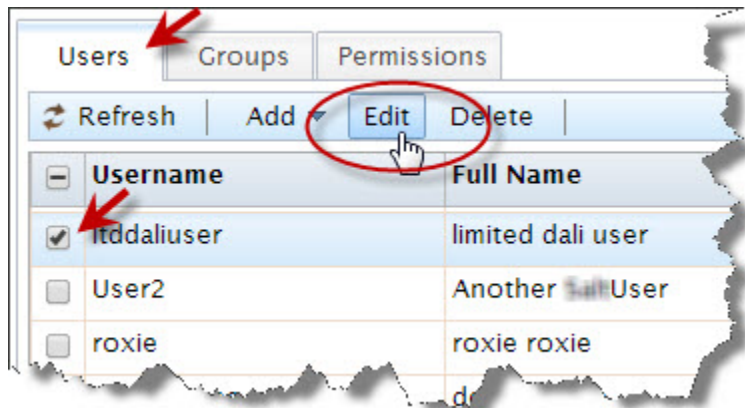 Users Groups Permissions
Refresh Add Edit Delete
Username Full Name
ltddaliuser limited dali user
User2 Another User
roxie roxie roxie